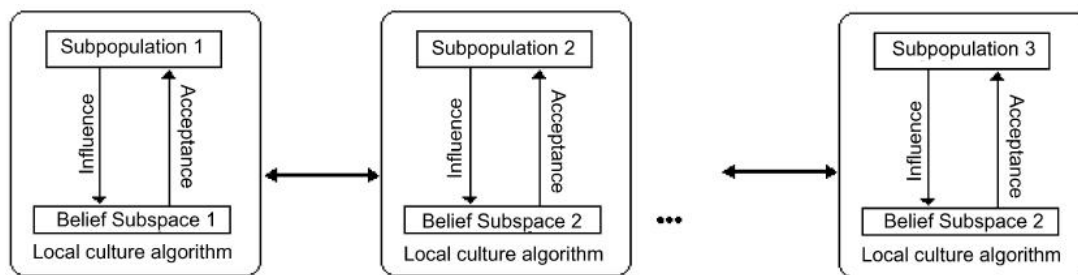 Subpopulation 1
Influence
Acceptance
Belief Subspace 1
Local culture algorithm
Subpopulation 2
Influence
Acceptance
Belief Subspace 2
Local culture algorithm
...
Subpopulation 3
Influence
Acceptance
Belief Subspace 2
Local culture algorithm